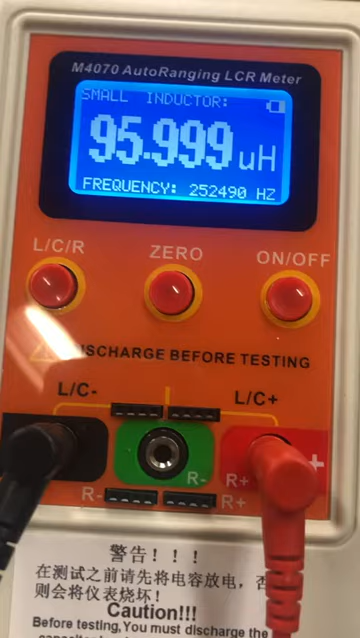 M4070 AutoRanging LCR Meter
SMALL INDUCTOR:
95.999 uH
FREQUENCY: 252490 HZ
L/C/R
ZERO
ON/OFF
DISCHARGE BEFORE TESTING
L/C-
L/C+
R-
R+
+
R-
R+
警告！！！
在测试之前请先将电容放电，否
则会将仪表烧坏！
Caution!!!
Before testing,You must discharge the